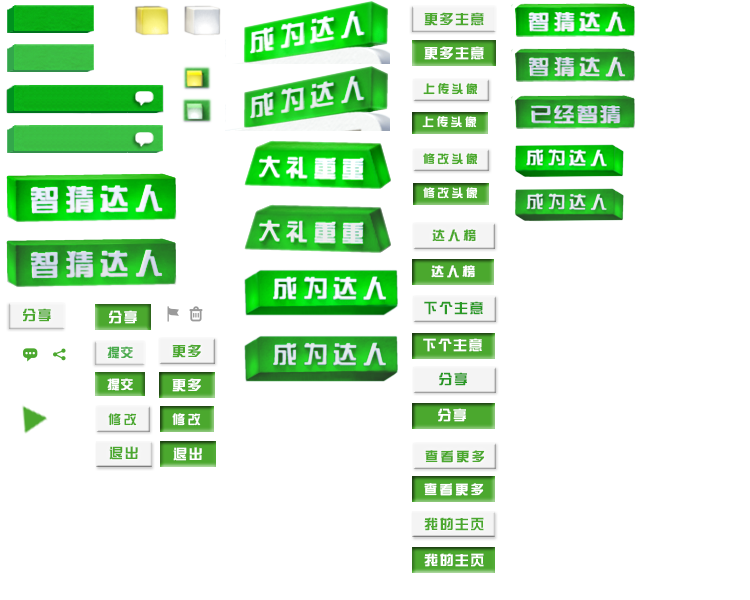 智猜达人
智猜达人
分享
分享
提交
更多
提交
更多
修改
修改
退出
退出
成为达人
成为达人
大礼重重
大礼重重
成为达人
成为达人
更多主意
更多主意
上传头像
上传头像
修改头像
修改头像
达人榜
达人榜
下个主意
下个主意
分享
分享
查看更多
查看更多
我的主页
我的主页
智猜达人
智猜达人
已经智猜
成为达人
成为达人